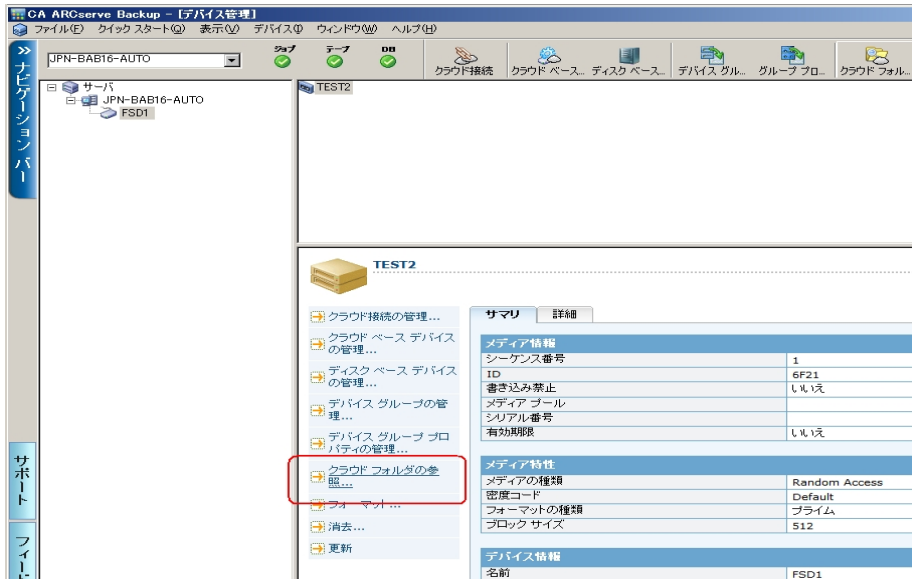 CA ARCserve Backup - [デバイス管理]
ファイル(F) クイック スタート(Q) 表示(V) デバイス(I) ウィンドウ(W) ヘルプ(H)
JPN-BAB16-AUTO
ジョブ テープ DB
クラウド接続 クラウド ベース... ディスク ベース... デバイス グル... グループ プロ... クラウド フォル...
ナビゲーション バー
サーバ
JPN-BAB16-AUTO
FSD1
TEST2
TEST2
クラウド接続の管理...
クラウド ベース デバイス
の管理...
ディスク ベース デバイス
の管理...
デバイス グループの管
理...
デバイス グループ プロ
パティの管理...
クラウド フォルダの参
照...
フォーマット...
消去...
更新
サマリ 詳細
メディア情報
シーケンス番号 1
ID 6F21
書き込み禁止 いいえ
メディア プール
シリアル番号
有効期限 いいえ
メディア特性
メディアの種類 Random Access
密度コード Default
フォーマットの種類 プライム
ブロック サイズ 512
デバイス情報
名前 FSD1
サポート
フィード